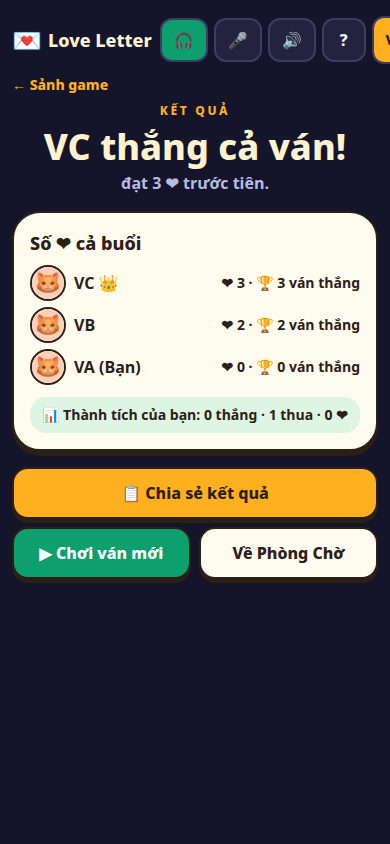 💌 Love Letter 🎧 🎤 🔊 ?
← Sảnh game
KẾT QUẢ
VC thắng cả ván!
đạt 3 ❤ trước tiên.
Số ❤ cả buổi
VC 👑 ❤ 3 · 🏆 3 ván thắng
VB ❤ 2 · 🏆 2 ván thắng
VA (Bạn) ❤ 0 · 🏆 0 ván thắng
📊 Thành tích của bạn: 0 thắng · 1 thua · 0 ❤
📋 Chia sẻ kết quả
▶ Chơi ván mới
Về Phòng Chờ